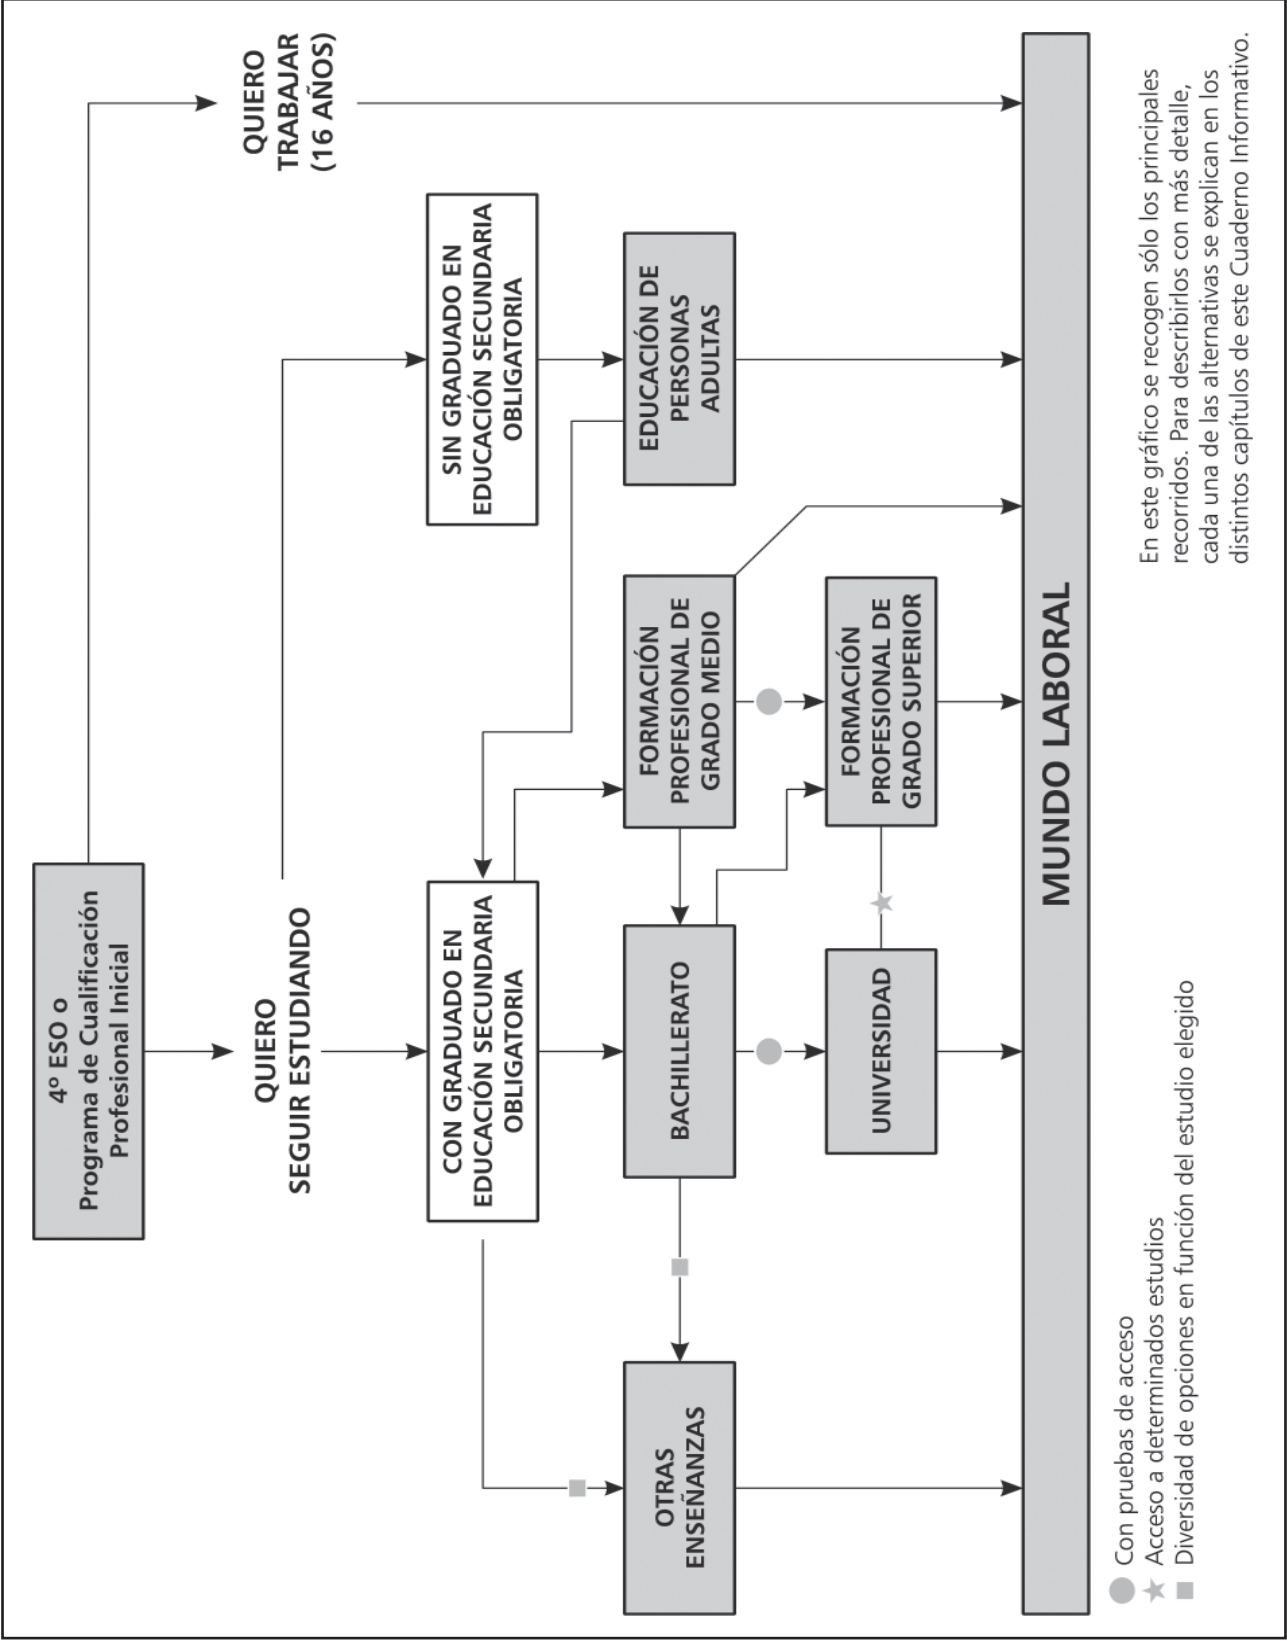 4º ESO o
Programa de Cualificación
Profesional Inicial
QUIERO
SEGUIR ESTUDIANDO
QUIERO
TRABAJAR
(16 AÑOS)
CON GRADUADO EN
EDUCACIÓN SECUNDARIA
OBLIGATORIA
SIN GRADUADO EN
EDUCACIÓN SECUNDARIA
OBLIGATORIA
OTRAS
ENSEÑANZAS
BACHILLERATO
FORMACIÓN
PROFESIONAL DE
GRADO MEDIO
EDUCACIÓN DE
PERSONAS
ADULTAS
UNIVERSIDAD
FORMACIÓN
PROFESIONAL DE
GRADO SUPERIOR
MUNDO LABORAL
Con pruebas de acceso
Acceso a determinados estudios
Diversidad de opciones en función del estudio elegido
En este gráfico se recogen sólo los principales
recorridos. Para describirlos con más detalle,
cada una de las alternativas se explican en los
distintos capítulos de este Cuaderno Informativo.